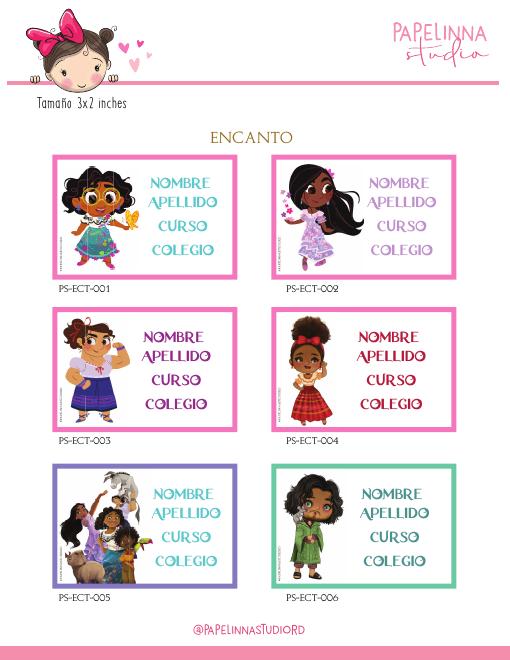 PAPELINNA
studio
Tamaño 3x2 inches
ENCANTO
NOMBRE
APELLIDO
CURSO
COLEGIO
PS-ECT-001
NOMBRE
APELLIDO
CURSO
COLEGIO
PS-ECT-002
NOMBRE
APELLIDO
CURSO
COLEGIO
PS-ECT-003
NOMBRE
APELLIDO
CURSO
COLEGIO
PS-ECT-004
NOMBRE
APELLIDO
CURSO
COLEGIO
PS-ECT-005
NOMBRE
APELLIDO
CURSO
COLEGIO
PS-ECT-006
@PAPELINNASTUDIORD